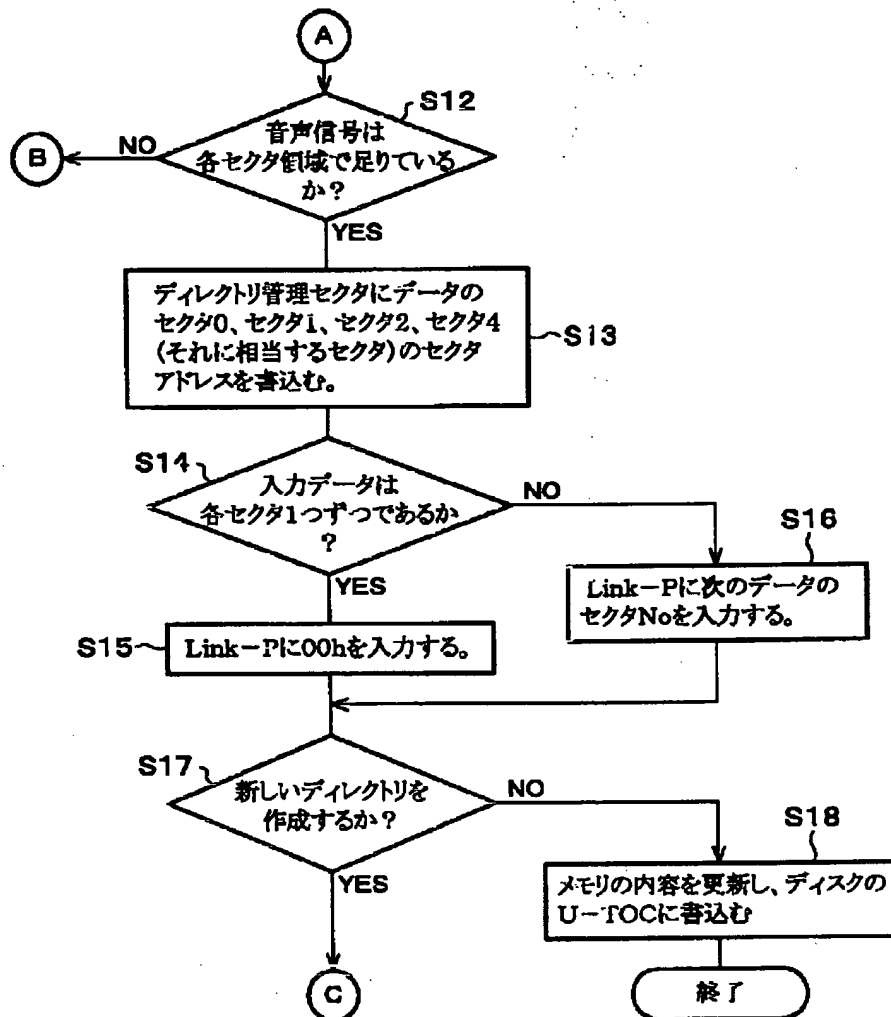 A
S12
音声信号は
各セクタ領域で足りている
か?
NO
B
YES
ディレクトリ管理セクタにデータの
セクタ0、セクタ1、セクタ2、セクタ4
(それに相当するセクタ)のセクタ
アドレスを書込む。
S13
S14
入力データは
各セクタ1つずつであるか
?
NO
YES
S16
Link-Pに次のデータの
セクタNoを入力する。
S15
Link-Pに00hを入力する。
S17
新しいディレクトリを
作成するか?
NO
YES
S18
メモリの内容を更新し、ディスクの
U-TOCに書込む
C
終了